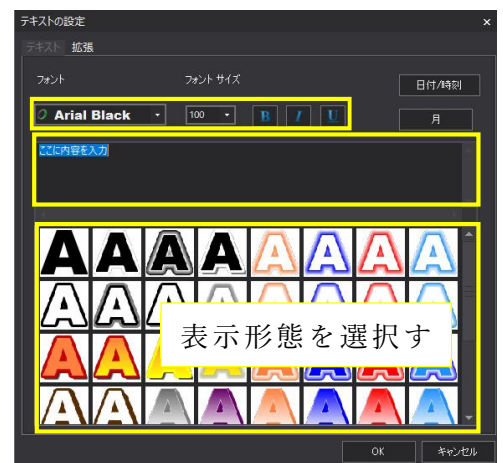 テキストの設定
×
テキスト 拡張
フォント フォント サイズ 日付/時刻
Arial Black 100 B I U 月
ここに内容を入力
A A A A A A A A
A A A A A A A A
表示形態を選択す
A A A A A A A A
A A A A A A A A
OK キャンセル